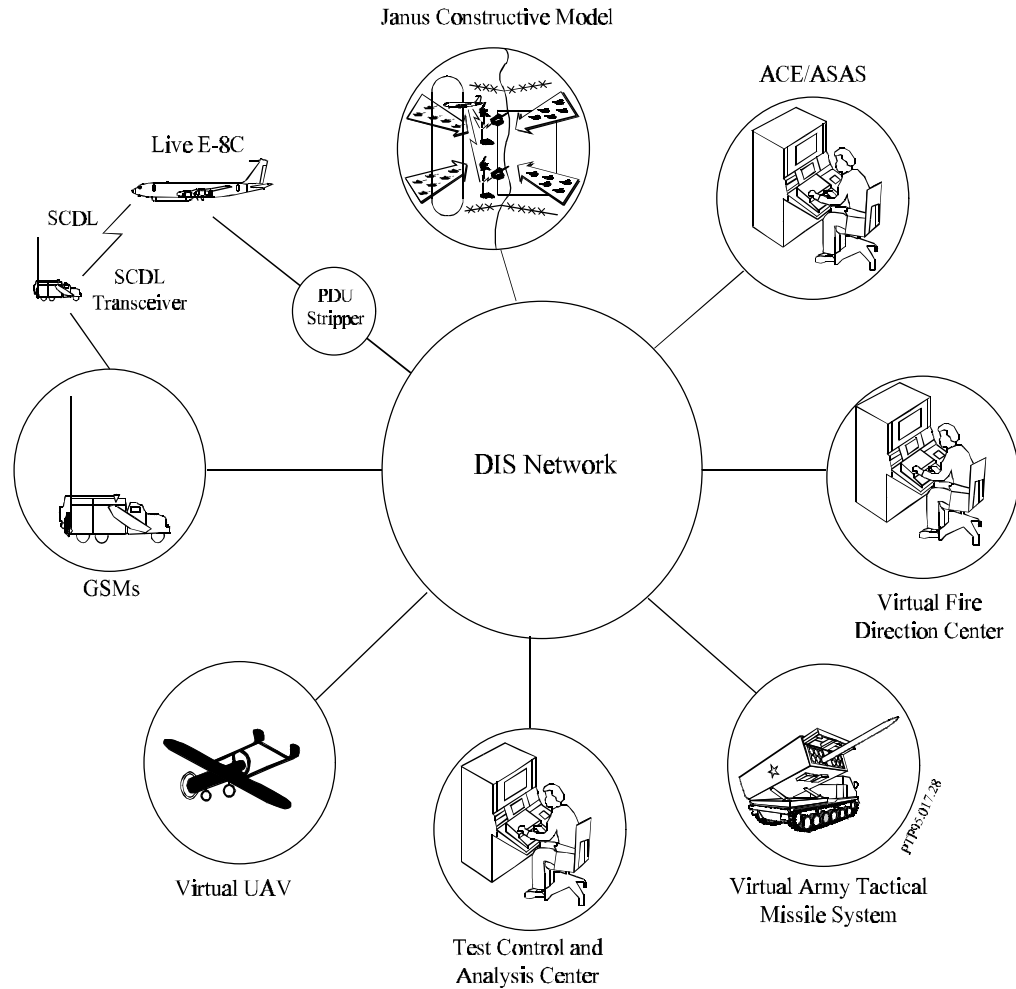 Janus Constructive Model
ACE/ASAS
Live E-8C
SCDL
SCDL
Transceiver
PDU
Stripper
DIS Network
GSMs
Virtual Fire
Direction Center
Virtual UAV
Test Control and
Analysis Center
Virtual Army Tactical
Missile System
PTP95.017.28